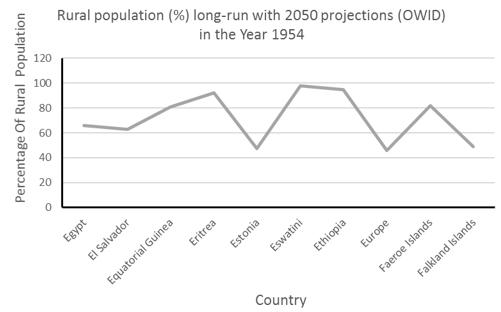 Rural population (%) long-run with 2050 projections (OWID)
in the Year 1954
Percentage Of Rural Population
120
100
80
60
40
20
0
Egypt
El Salvador
Equatorial Guinea
Eritrea
Estonia
Eswatini
Ethiopia
Europe
Faeroe Islands
Falkland Islands
Country